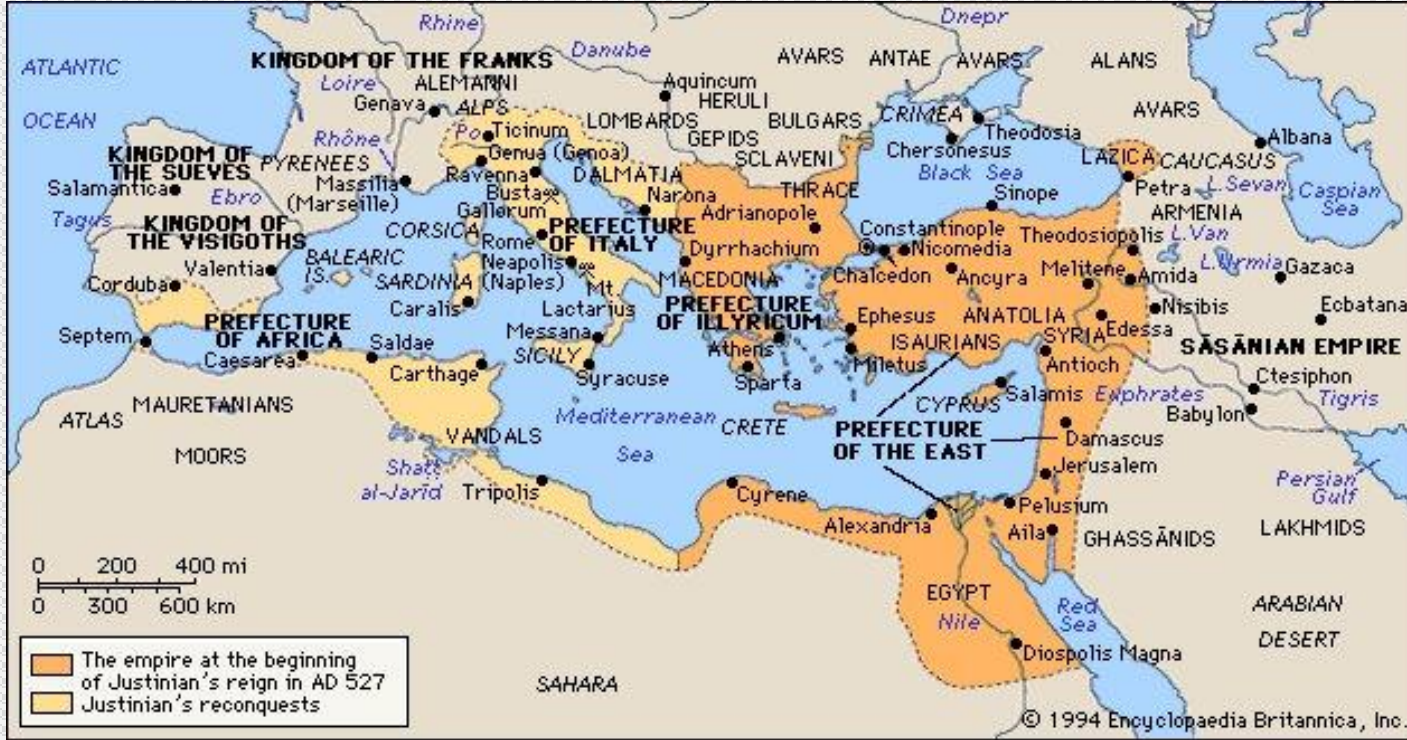 Rhine
Dnepr
Danube
AVARS
ANTAE
AVARS
ALANS
ATLANTIC
OCEAN
KINGDOM OF THE FRANKS
Loire
ALEMANNI
Genava
ALPS
Aquincum
HERULI
LOMBARDS
GEPIDS
BULGARS
SCLAVENI
CRIMEA
Theodosia
Chersonesus
Black Sea
AVARS
Albana
Po
Ticinum
Rhône
Genua (Genoa)
KINGDOM OF
THE SUEVES
PYRENEES
Massilia
(Marseille)
Ravenna
DALMATIA
Busta
Gallorum
Narona
THRACE
Sinope
LAZICA
CAUCASUS
Petra
L.Sevan
Caspian
Sea
Salamantica
Ebro
Tagus
KINGDOM OF
THE VISIGOTHS
CORSICA
Rome
PREFECTURE
OF ITALY
Adrianople
Constantinople
Nicomedia
Theodosiopolis
ARMENIA
L.Van
BALEARIC
IS.
Valentia
Corduba
SARDINIA
Neapolis
(Naples)
Mt
Lactarius
Dyrrhachium
MACEDONIA
Chalcedon
Ancyra
Melitene
Amida
L.Urmia
Gazaca
Caralis
PREFECTURE
OF ILLYRICUM
Nisibis
Ecbatana
Septem
PREFECTURE
OF AFRICA
Caesarea
Saldae
Carthage
Messana
SICILY
Syracuse
Athens
Sparta
Ephesus
Miletus
ANATOLIA
ISAURIANS
SYRIA
Edessa
Antioch
SĀSĀNIAN EMPIRE
Ctesiphon
ATLAS
MAURETANIANS
MOORS
VANDALS
Mediterranean
Sea
CRETE
CYPRUS
Salamis
Euphrates
Babylon
Tigris
PREFECTURE
OF THE EAST
Damascus
Shaṭṭ
al-Jarīd
Tripolis
Cyrene
Alexandria
Jerusalem
Pelusium
Aila
Persian
Gulf
GHASSĀNIDS
LAKHMIDS
0 200 400 mi
0 300 600 km
EGYPT
Nile
Red
Sea
ARABIAN
DESERT
Diospolis Magna
SAHARA
The empire at the beginning
of Justinian's reign in AD 527
Justinian's reconquests
© 1994 Encyclopaedia Britannica, Inc.